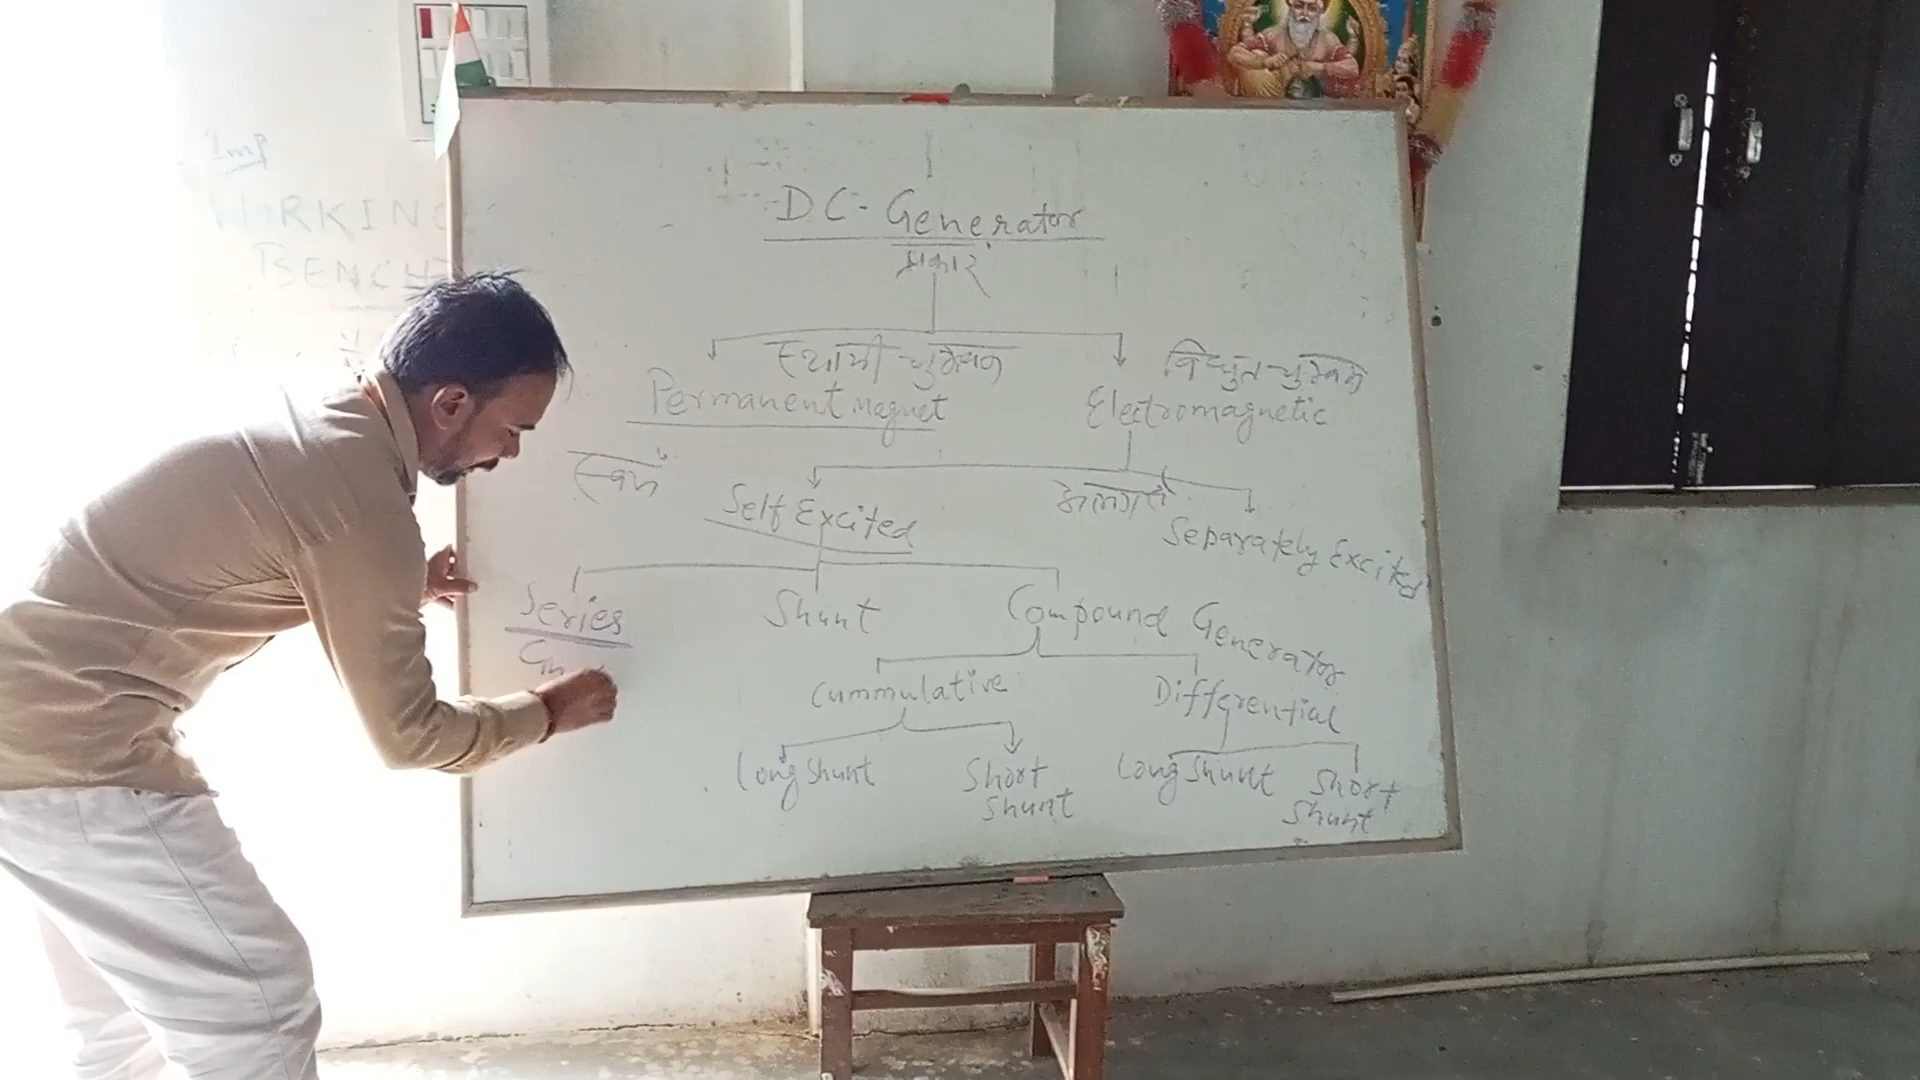 Imp
WORKING
BENCH
DC - Generator
प्रकार
स्थायी चुम्बक
Permanent Magnet
विद्युत चुम्बक
Electromagnetic
स्वयं
Self Excited
अलग से
Separately Excited
Series
Shunt
Compound Generator
Cummulative
Differential
Long Shunt
Short
Shunt
Long Shunt
Short
Shunt